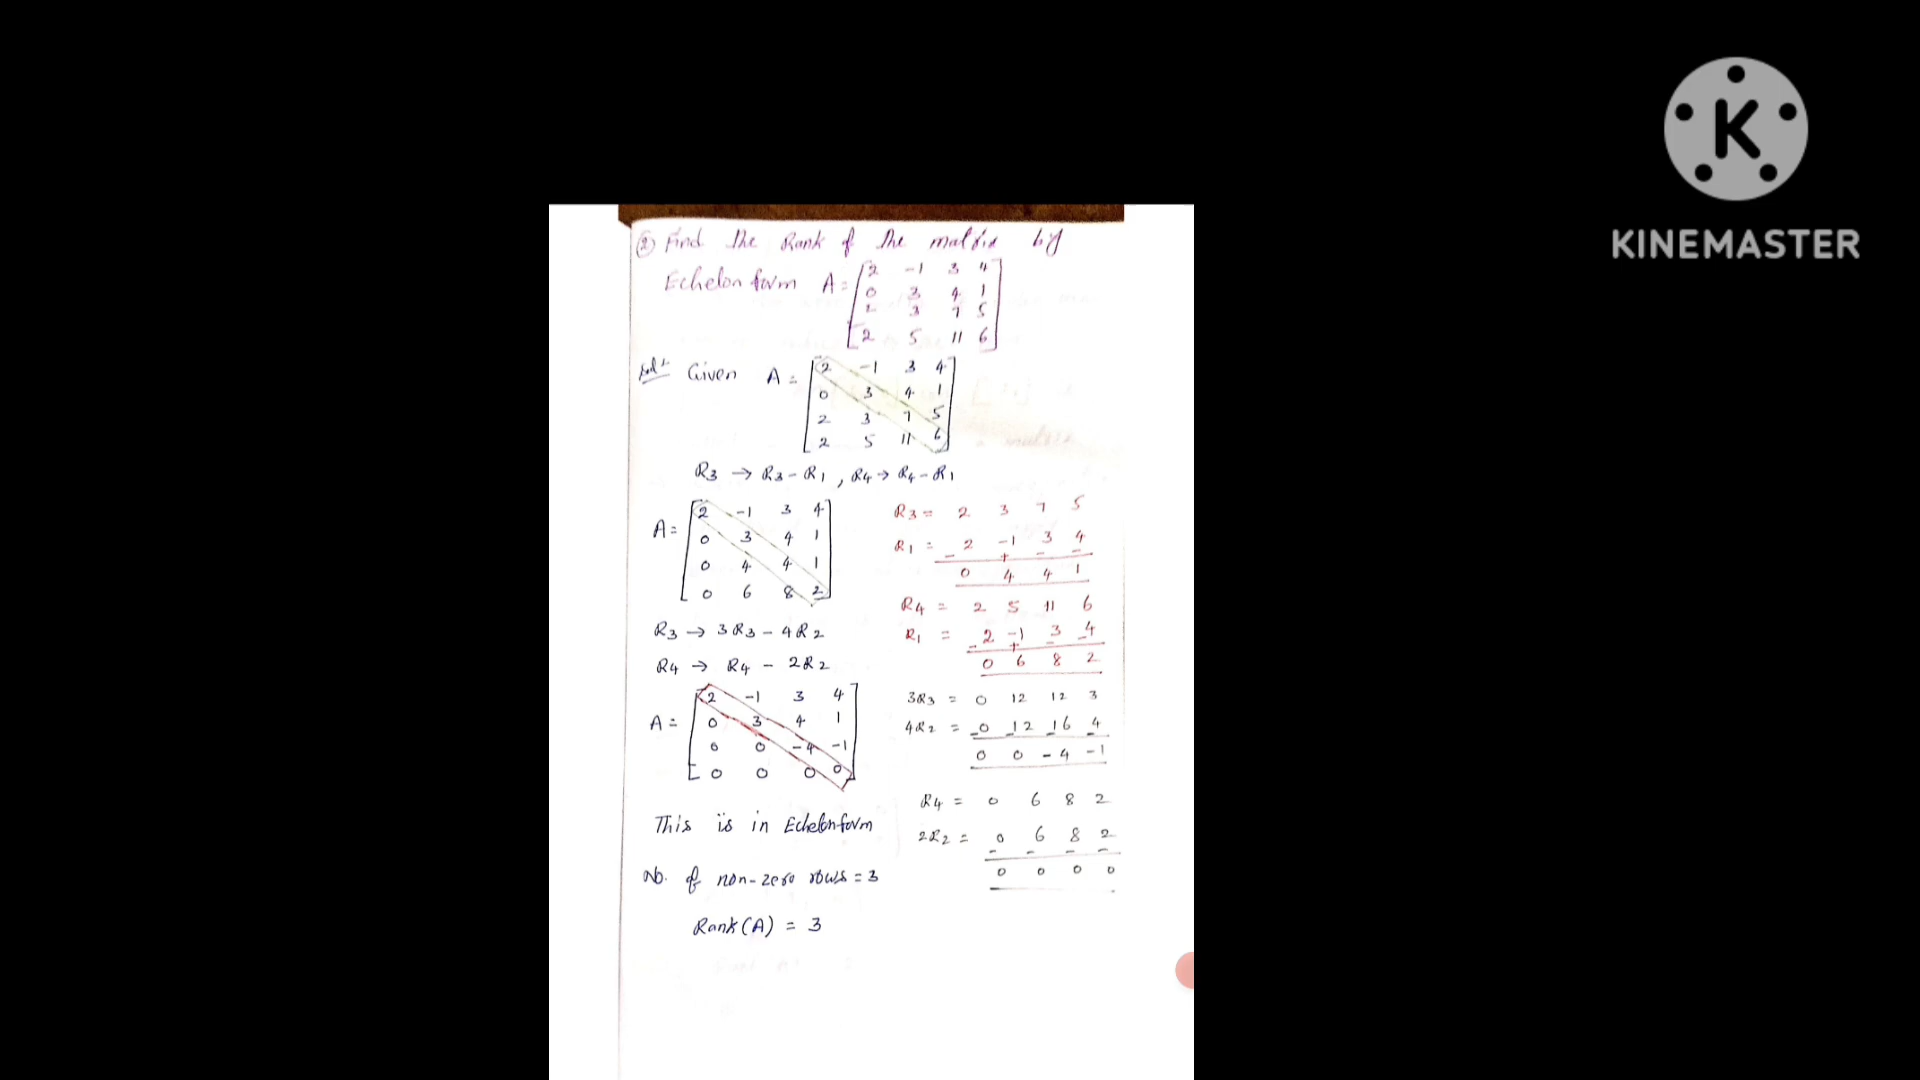 ② Find the Rank of the matrix by
Echelon form A = [2 -1 3 4
0 3 4 1
2 3 7 5
2 5 11 6]
Sol:- Given A = [2 -1 3 4
0 3 4 1
2 3 7 5
2 5 11 6]
R3 → R3 - R1 , R4 → R4 - R1
A = [2 -1 3 4
0 3 4 1
0 4 4 1
0 6 8 2]
R3 → 3R3 - 4R2
R4 → R4 - 2R2
A = [2 -1 3 4
0 3 4 1
0 0 -4 -1
0 0 0 0]
This is in Echelon form
No. of non-zero rows = 3
Rank(A) = 3
R3 = 2 3 7 5
R1 = 2 -1 3 4
- + - -
0 4 4 1
R4 = 2 5 11 6
R1 = 2 -1 3 4
- + - -
0 6 8 2
3R3 = 0 12 12 3
4R2 = 0 12 16 4
- - - -
0 0 -4 -1
R4 = 0 6 8 2
2R2 = 0 6 8 2
- - - -
0 0 0 0
K
KINEMASTER